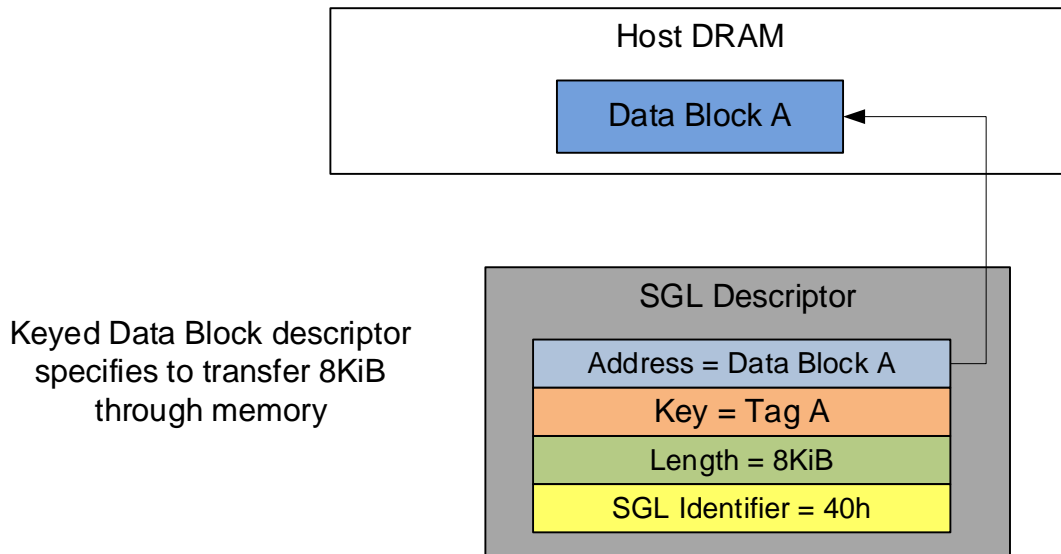 Host DRAM
Data Block A
SGL Descriptor
Keyed Data Block descriptor
specifies to transfer 8KiB
through memory
Address = Data Block A
Key = Tag A
Length = 8KiB
SGL Identifier = 40h